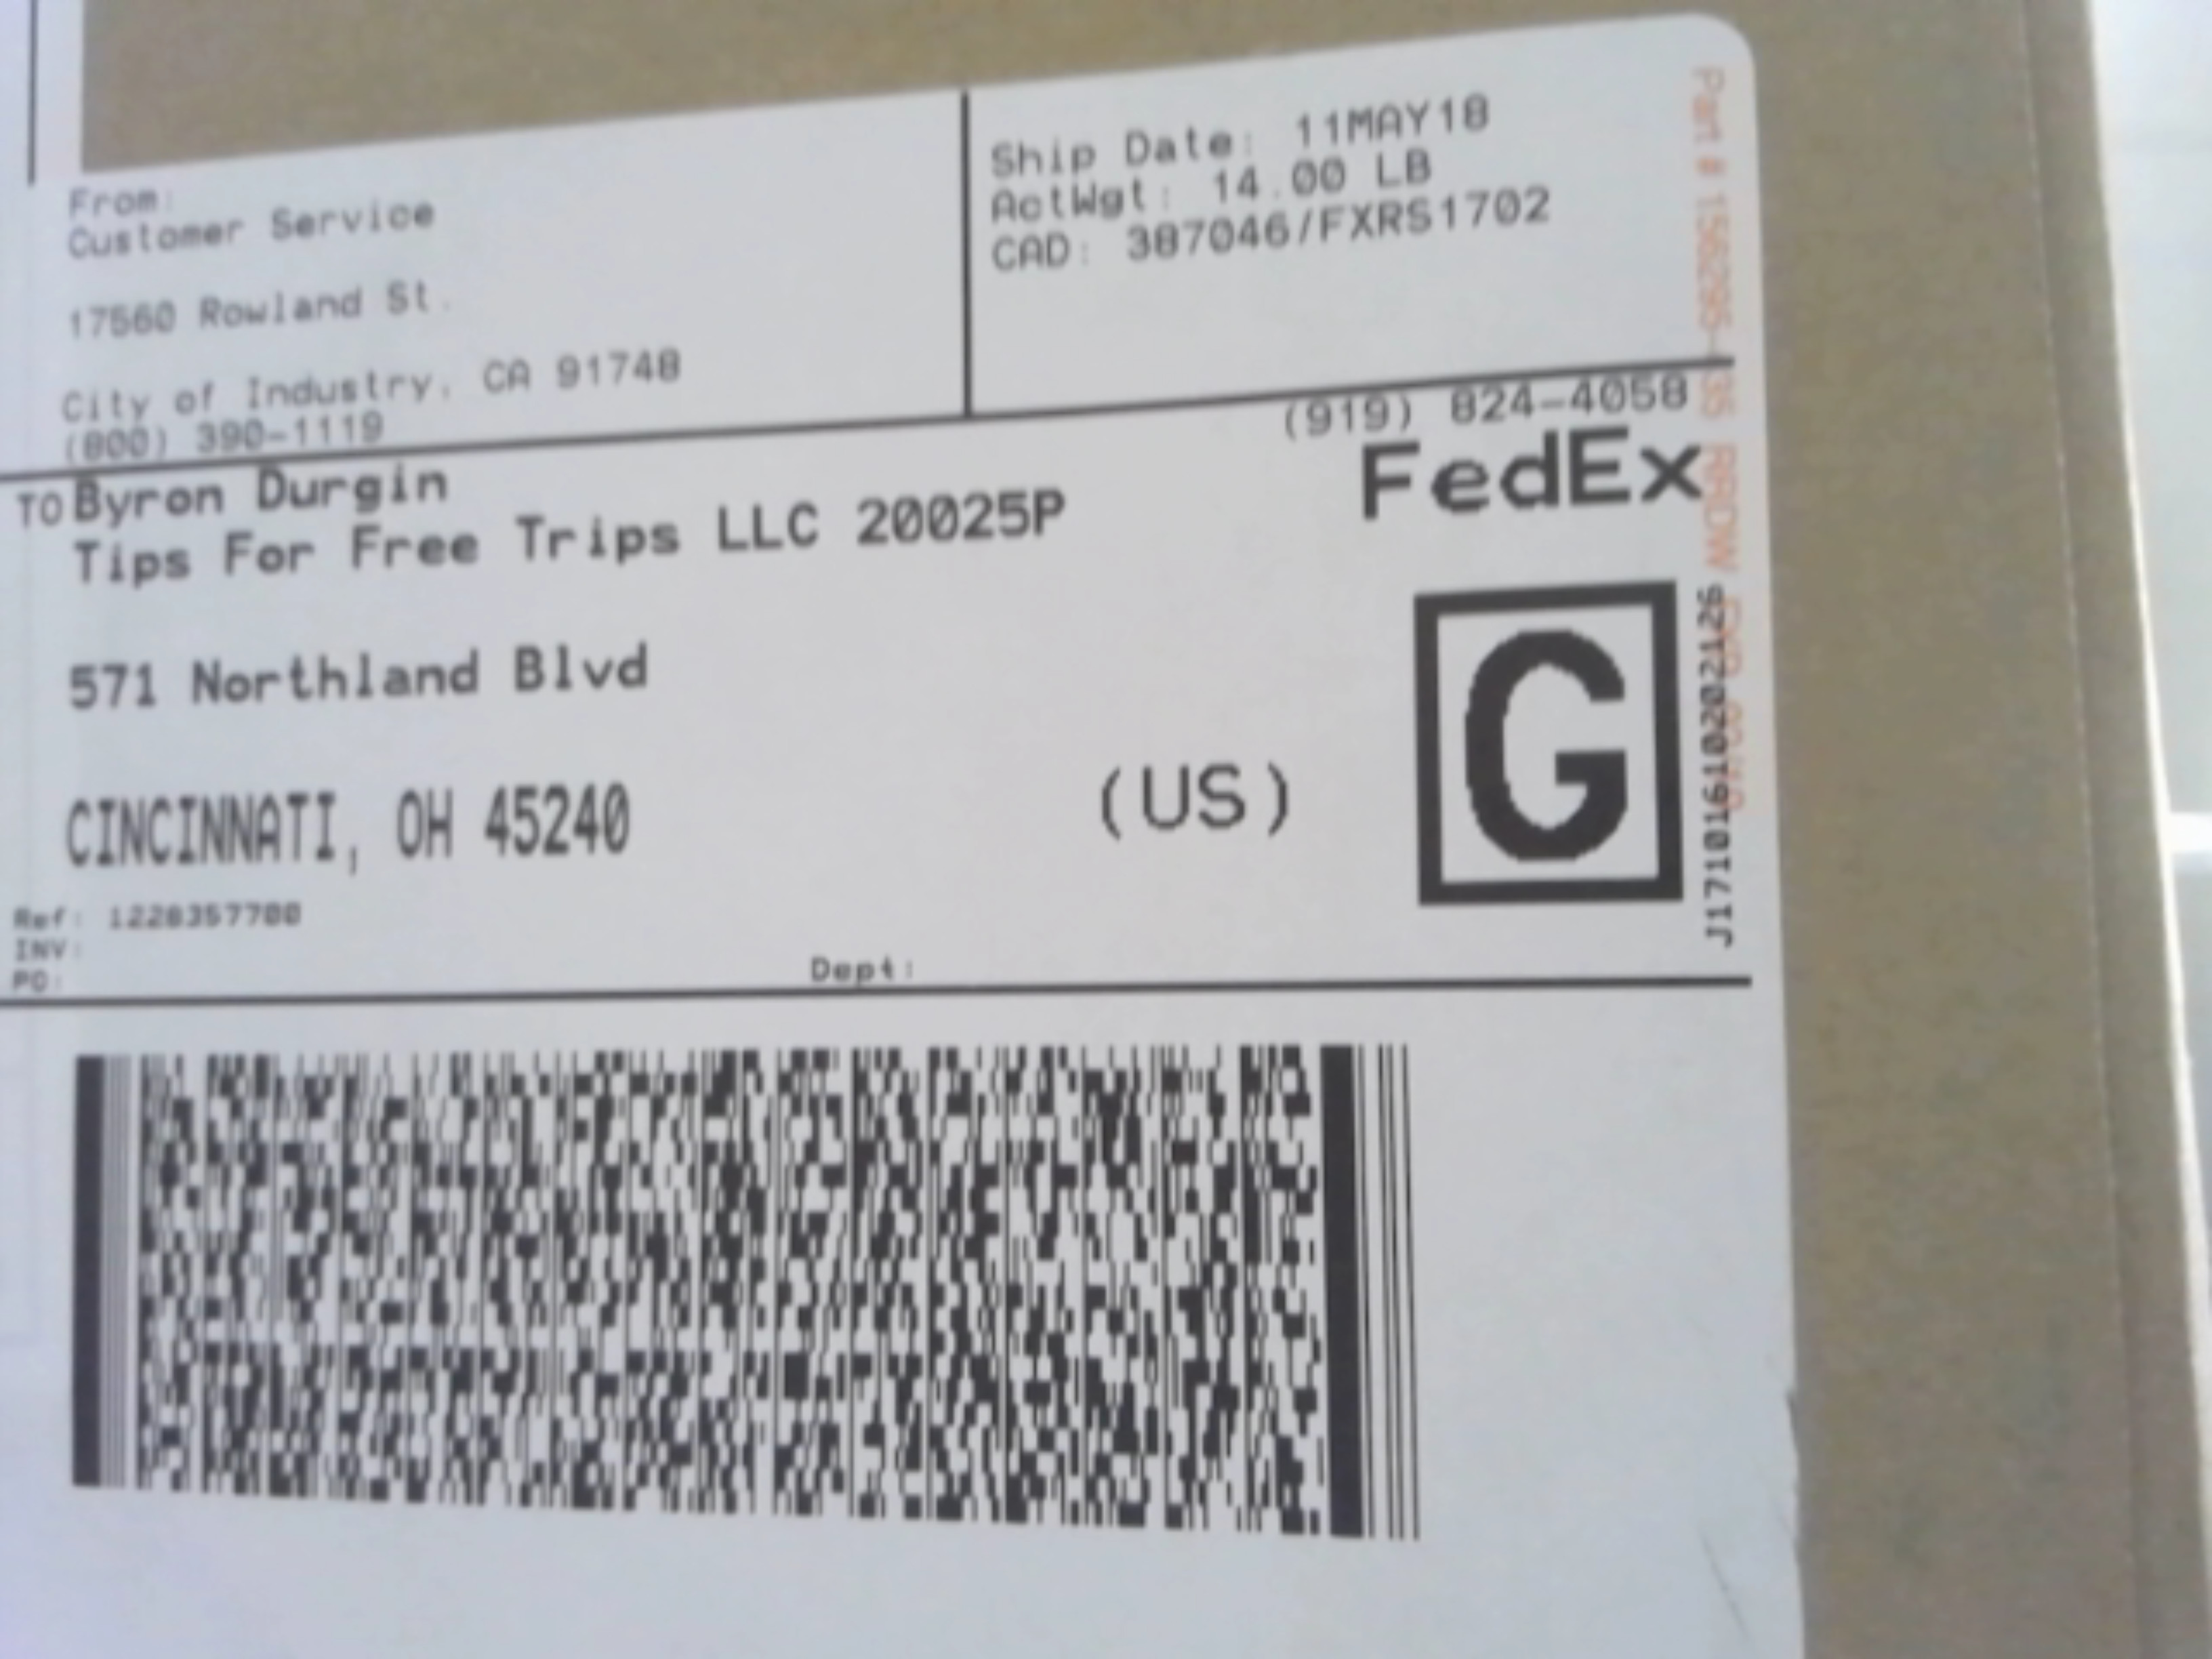 From:
Customer Service
17560 Rowland St.
City of Industry, CA 91748
(800) 390-1119
Ship Date: 11MAY18
ActWgt: 14.00 LB
CAD: 387046/FXRS1702
(919) 824-4058
TO Byron Durgin
Tips For Free Trips LLC 20025P
571 Northland Blvd
CINCINNATI, OH 45240
(US)
FedEx
G
J17101610202126
Ref: 1228357700
INV:
PO:
Dept:
Part #
RRDW